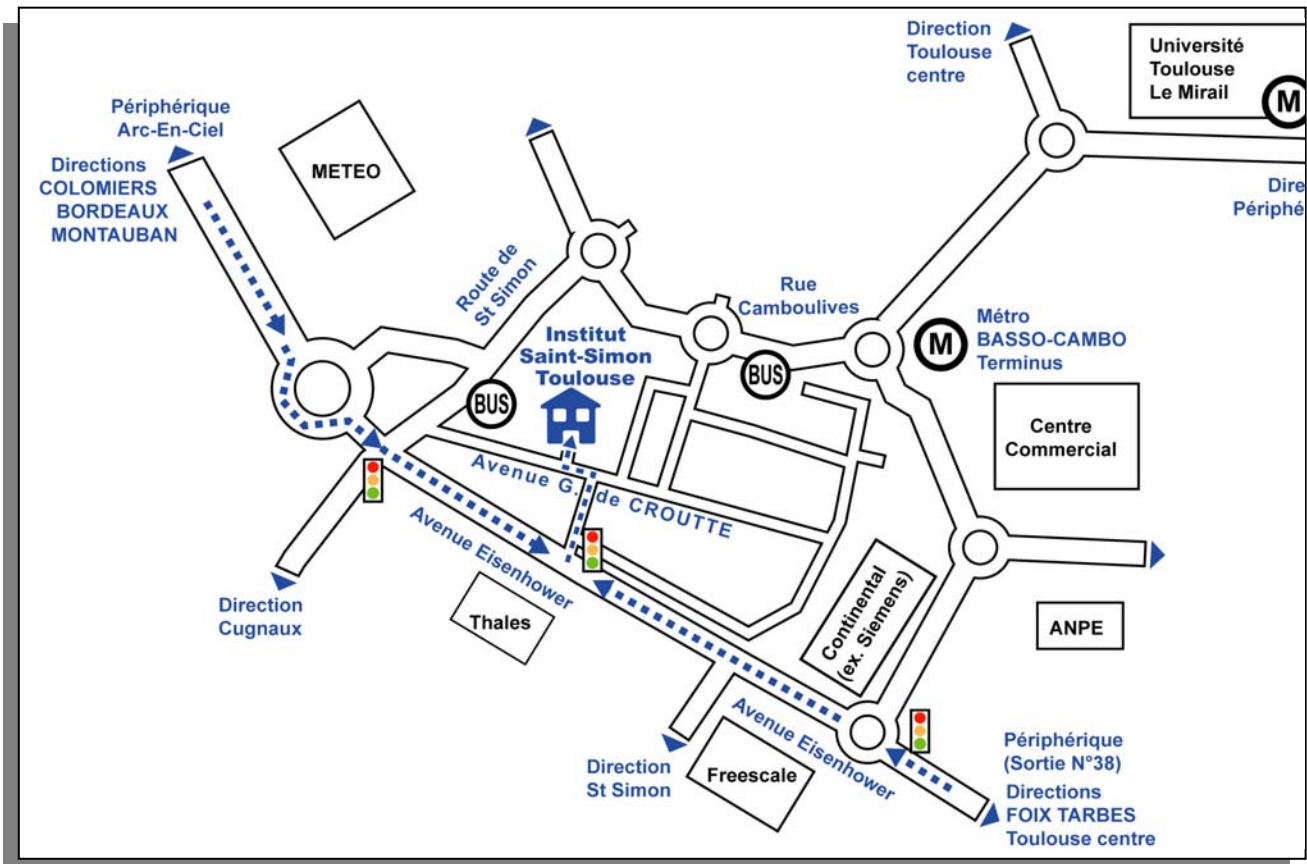 Direction
Toulouse
centre
Université
Toulouse
Le Mirail
M
Périphérique
Arc-En-Ciel
Directions
COLOMIERS
BORDEAUX
MONTAUBAN
METEO
Dire
Périphé
Route de
St Simon
Rue
Camboulives
Métro
BASSO-CAMBO
Terminus
M
Institut
Saint-Simon
Toulouse
BUS
BUS
Centre
Commercial
Avenue G. de CROUTTE
Avenue Eisenhower
Direction
Cugnaux
Thales
Continental
(ex. Siemens)
ANPE
Avenue Eisenhower
Direction
St Simon
Freescale
Périphérique
(Sortie N°38)
Directions
FOIX TARBES
Toulouse centre